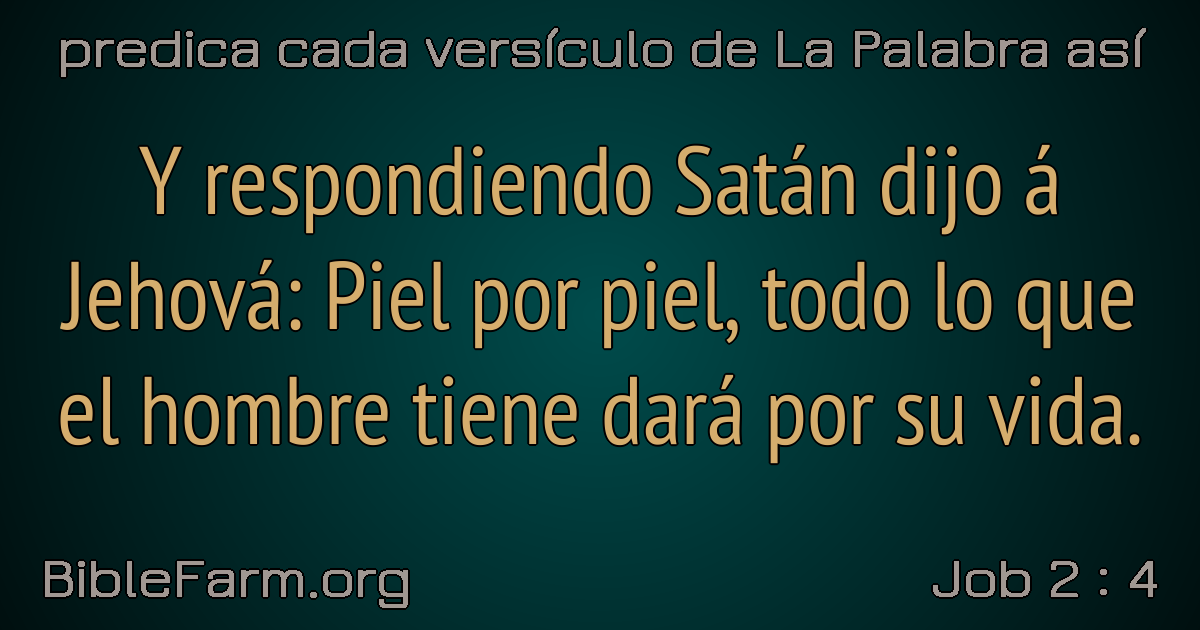 predica cada versículo de La Palabra así
Y respondiendo Satán dijo á
Jehová: Piel por piel, todo lo que
el hombre tiene dará por su vida.
BibleFarm.org
Job 2 : 4